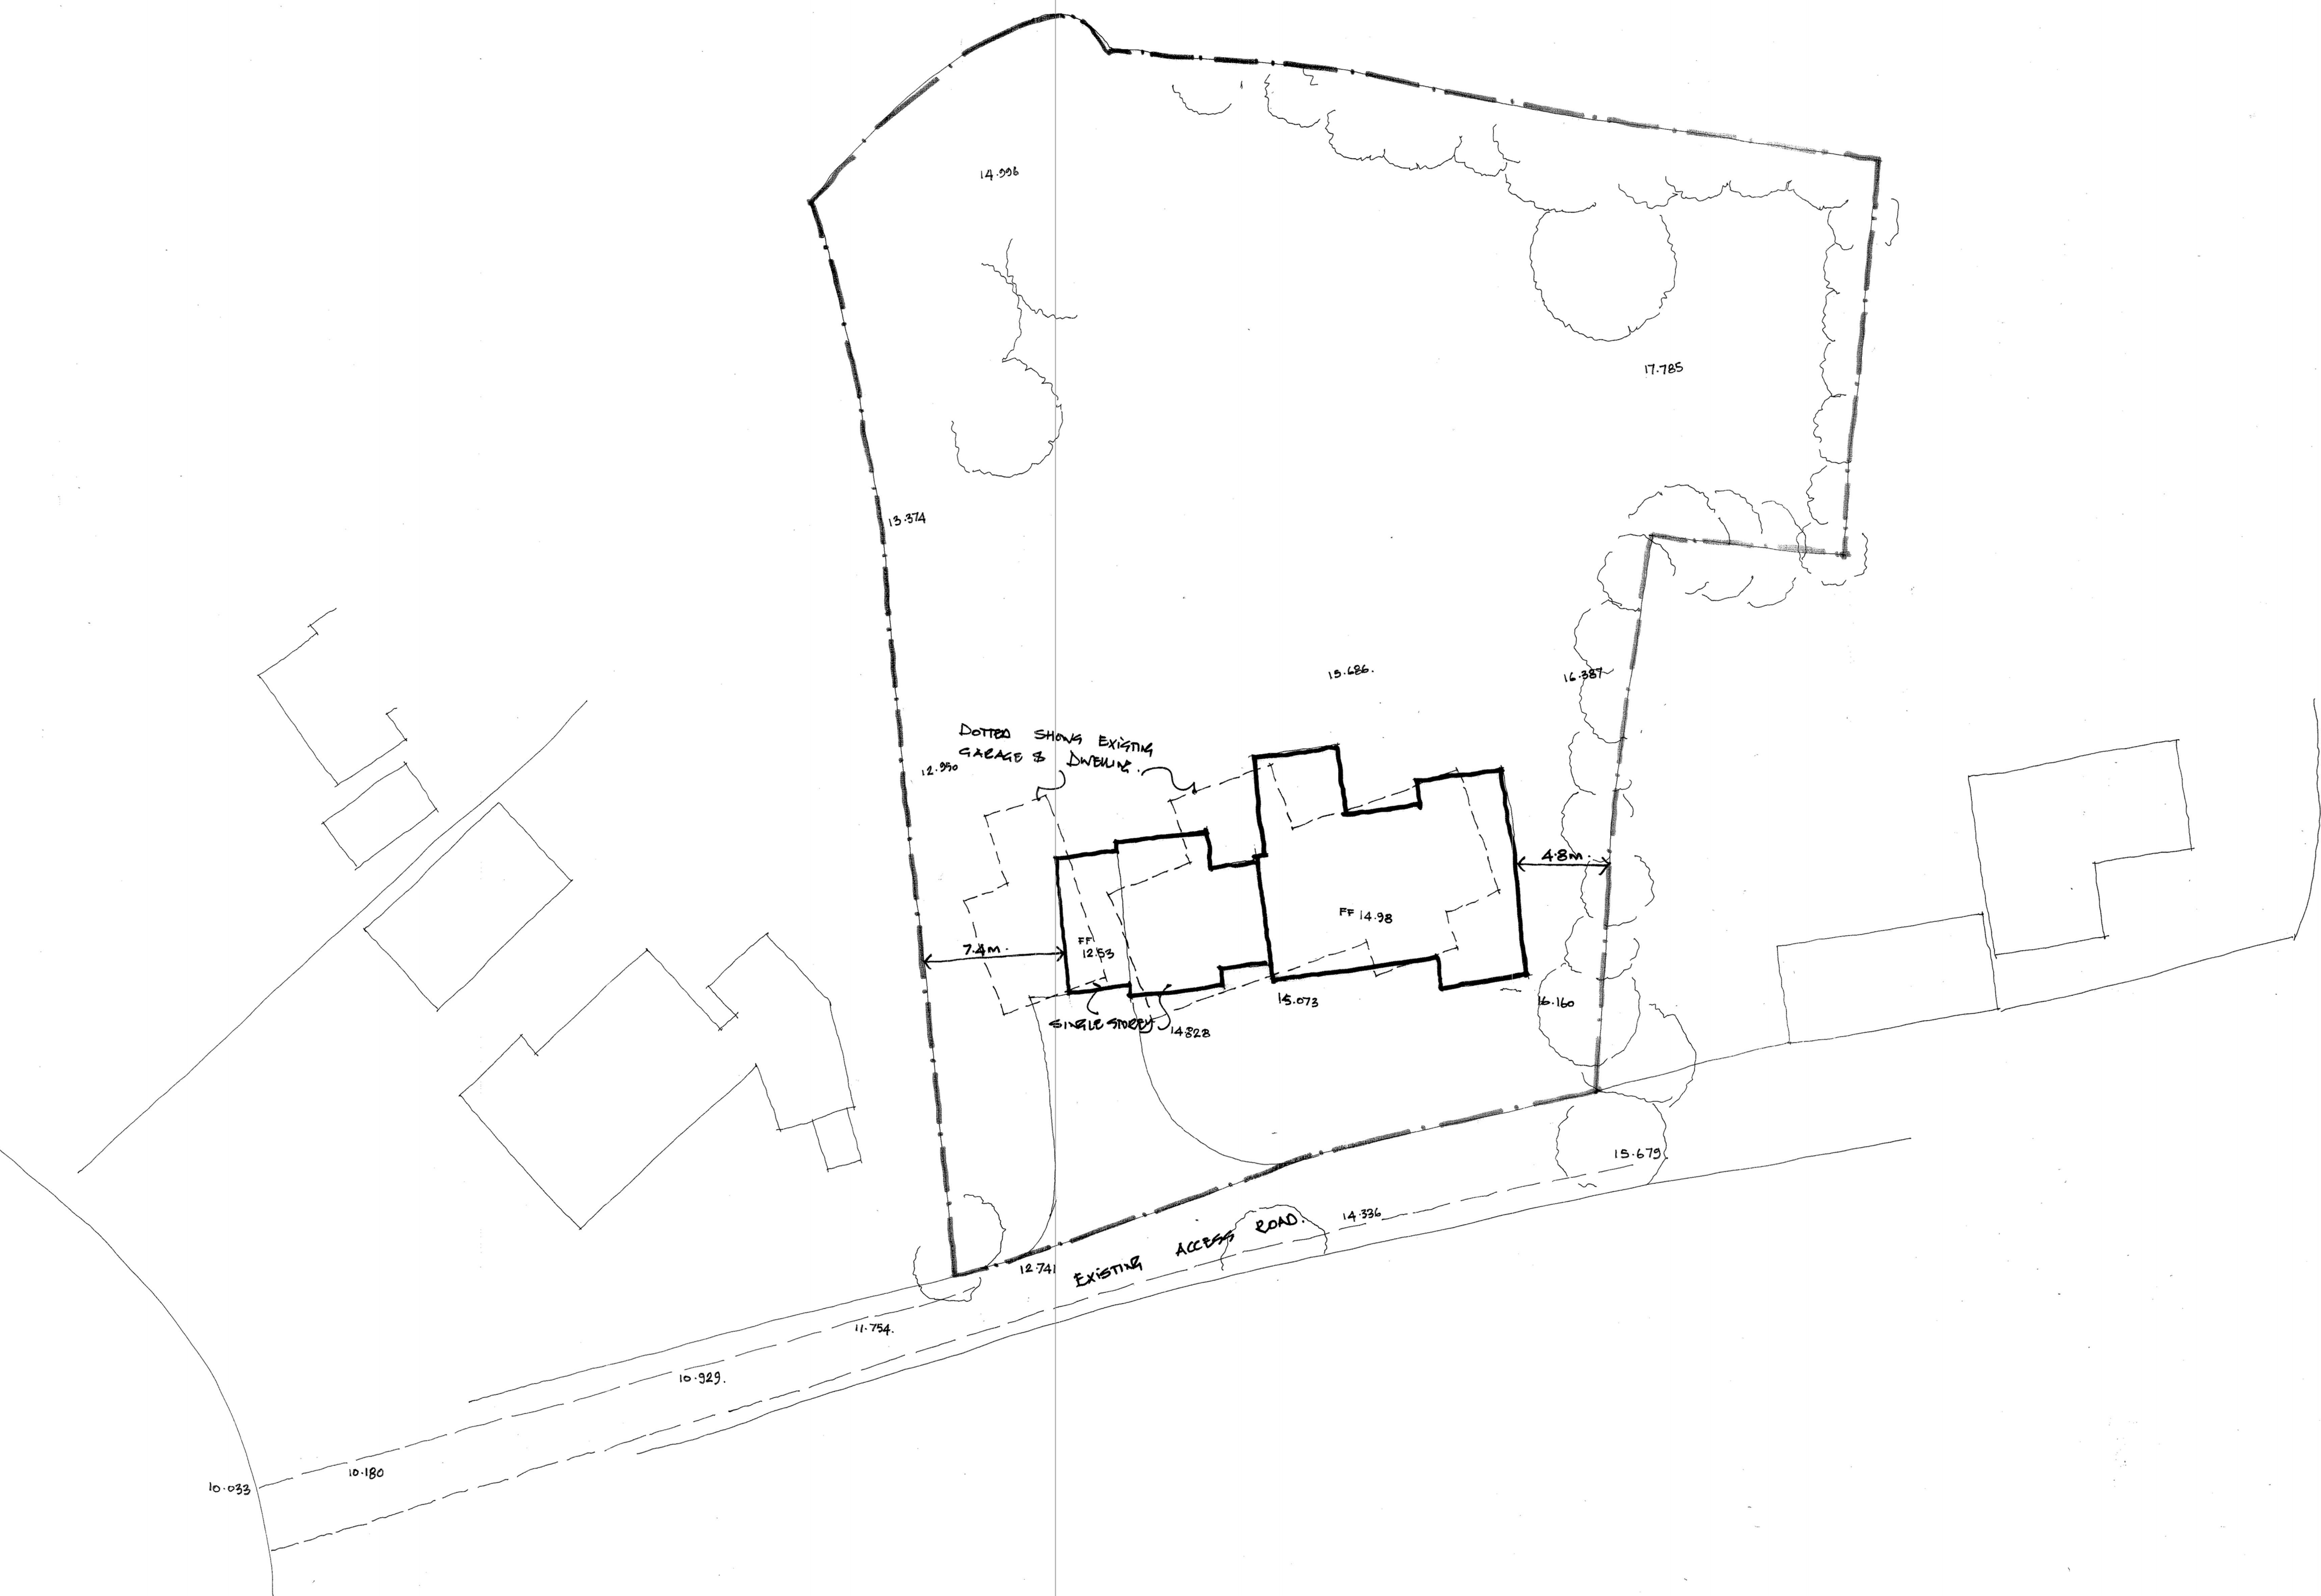 14.996
17.785
13.374
15.686.
16.387
DOTTED SHOWS EXISTING
GARAGE & DWELLING.
12.950
4.8m.
FF 14.98
7.4m.
FF
12.53
15.073
16.160
SINGLE STOREY
14.828
15.679
14.336
EXISTING ACCESS ROAD.
12.741
11.754.
10.929.
10.180
10.033